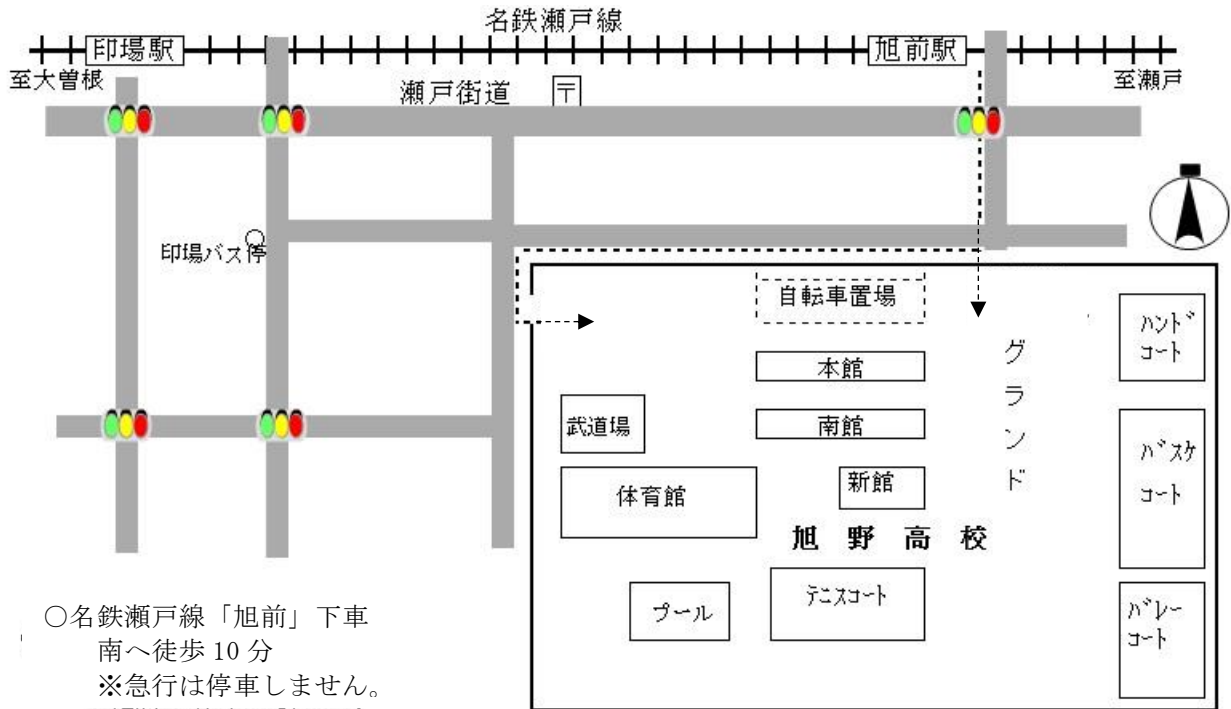 名鉄瀬戸線
印場駅
旭前駅
至大曽根
至瀬戸
瀬戸街道
〒
印場バス停
自転車置場
ハンド
コート
グランド
本館
武道場
南館
バスケ
コート
体育館
新館
旭野高校
プール
テニスコート
バレー
コート
○名鉄瀬戸線「旭前」下車
南へ徒歩 10 分
※急行は停車しません。